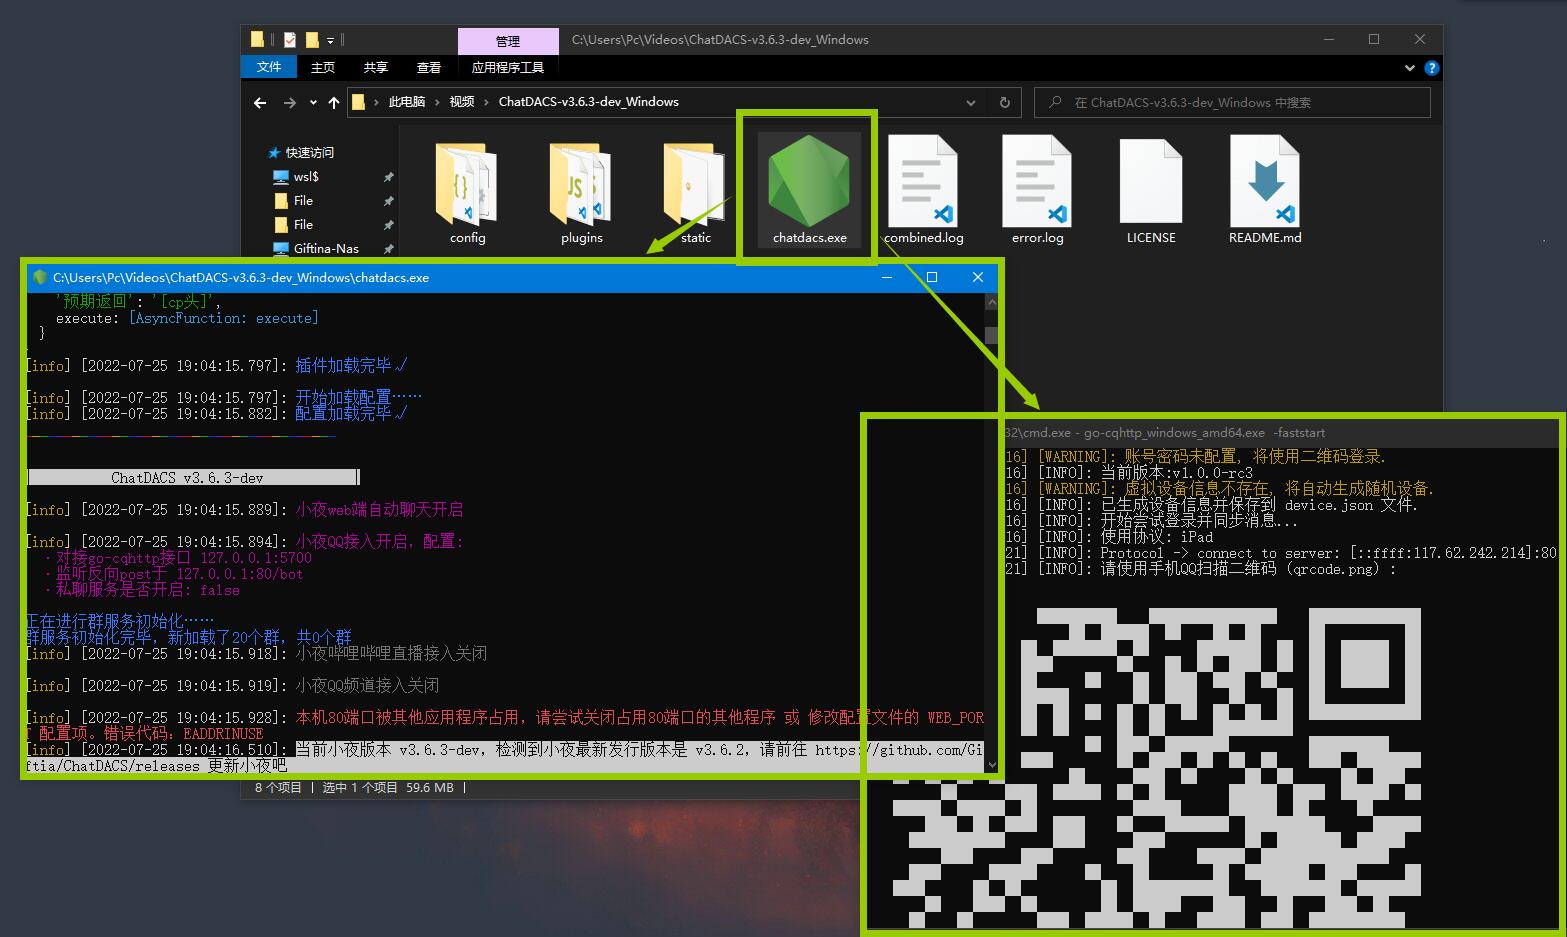 管理
C:\Users\Pc\Videos\ChatDACS-v3.6.3-dev_Windows
文件 主页 共享 查看 应用程序工具
此电脑 › 视频 › ChatDACS-v3.6.3-dev_Windows
在 ChatDACS-v3.6.3-dev_Windows 中搜索
快速访问
wsl$
File
File
Giftina-Nas
config
plugins
static
chatdacs.exe
combined.log
error.log
LICENSE
README.md
JS
C:\Users\Pc\Videos\ChatDACS-v3.6.3-dev_Windows\chatdacs.exe
'预期返回': '[cp头]',
execute: [AsyncFunction: execute]
}
[info] [2022-07-25 19:04:15.797]: 插件加载完毕√
[info] [2022-07-25 19:04:15.797]: 开始加载配置……
[info] [2022-07-25 19:04:15.882]: 配置加载完毕√
ChatDACS v3.6.3-dev
[info] [2022-07-25 19:04:15.889]: 小夜web端自动聊天开启
[info] [2022-07-25 19:04:15.894]: 小夜QQ接入开启，配置:
· 对接go-cqhttp接口 127.0.0.1:5700
· 监听反向post于 127.0.0.1:80/bot
· 私聊服务是否开启: false
正在进行群服务初始化……
群服务初始化完毕，新加载了20个群，共0个群
[info] [2022-07-25 19:04:15.918]: 小夜哔哩哔哩直播接入关闭
[info] [2022-07-25 19:04:15.919]: 小夜QQ频道接入关闭
[info] [2022-07-25 19:04:15.928]: 本机80端口被其他应用程序占用，请尝试关闭占用80端口的其他程序 或 修改配置文件的 WEB_POR
T 配置项。错误代码：EADDRINUSE
[info] [2022-07-25 19:04:16.510]: 当前小夜版本 v3.6.3-dev，检测到小夜最新发行版本是 v3.6.2，请前往 https://github.com/Gi
ftia/ChatDACS/releases 更新小夜吧
8 个项目 选中 1 个项目 59.6 MB
32\cmd.exe - go-cqhttp_windows_amd64.exe -faststart
16] [WARNING]: 账号密码未配置, 将使用二维码登录.
16] [INFO]: 当前版本:v1.0.0-rc3
16] [WARNING]: 虚拟设备信息不存在, 将自动生成随机设备.
16] [INFO]: 已生成设备信息并保存到 device.json 文件.
16] [INFO]: 开始尝试登录并同步消息...
16] [INFO]: 使用协议: iPad
21] [INFO]: Protocol -> connect to server: [::ffff:117.62.242.214]:80
21] [INFO]: 请使用手机QQ扫描二维码 (qrcode.png) :